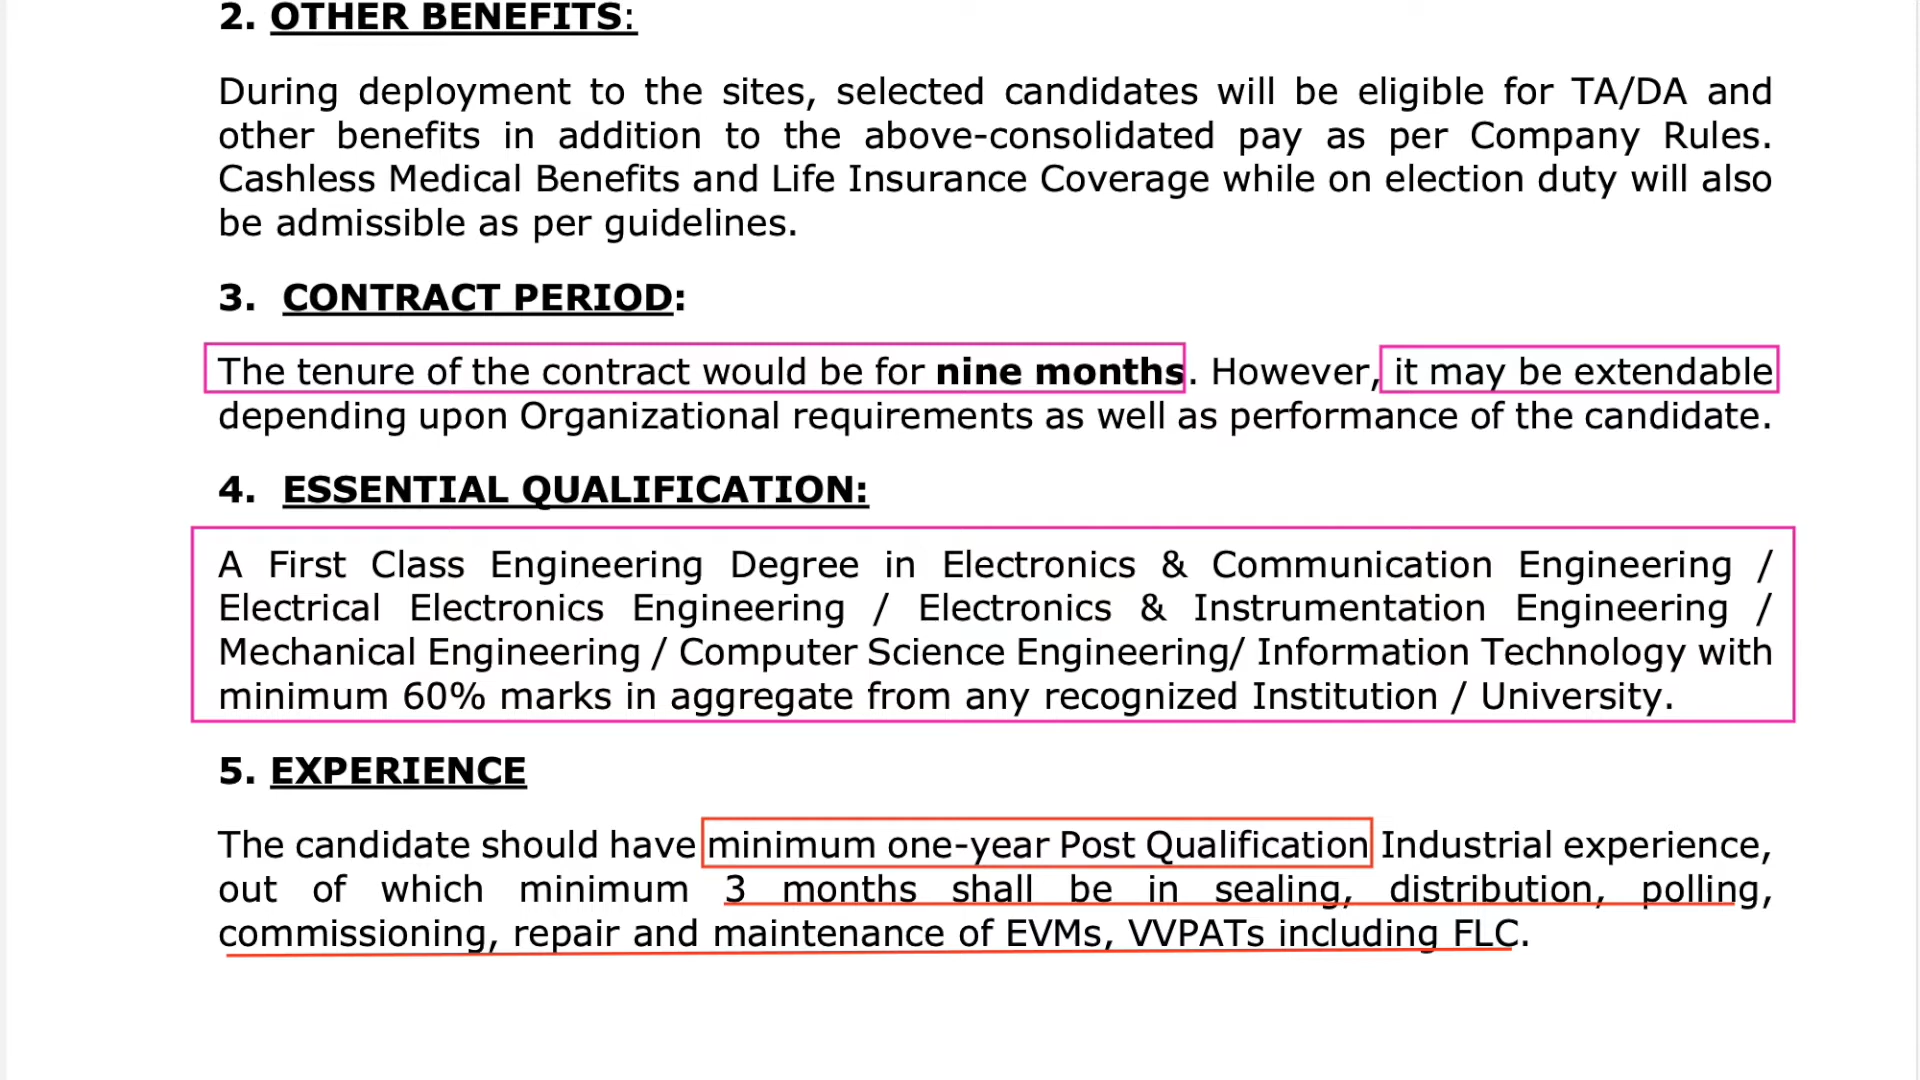 2. OTHER BENEFITS:
During deployment to the sites, selected candidates will be eligible for TA/DA and
other benefits in addition to the above-consolidated pay as per Company Rules.
Cashless Medical Benefits and Life Insurance Coverage while on election duty will also
be admissible as per guidelines.
3. CONTRACT PERIOD:
The tenure of the contract would be for nine months. However, it may be extendable
depending upon Organizational requirements as well as performance of the candidate.
4. ESSENTIAL QUALIFICATION:
A First Class Engineering Degree in Electronics & Communication Engineering /
Electrical Electronics Engineering / Electronics & Instrumentation Engineering /
Mechanical Engineering / Computer Science Engineering/ Information Technology with
minimum 60% marks in aggregate from any recognized Institution / University.
5. EXPERIENCE
The candidate should have minimum one-year Post Qualification Industrial experience,
out of which minimum 3 months shall be in sealing, distribution, polling,
commissioning, repair and maintenance of EVMs, VVPATs including FLC.